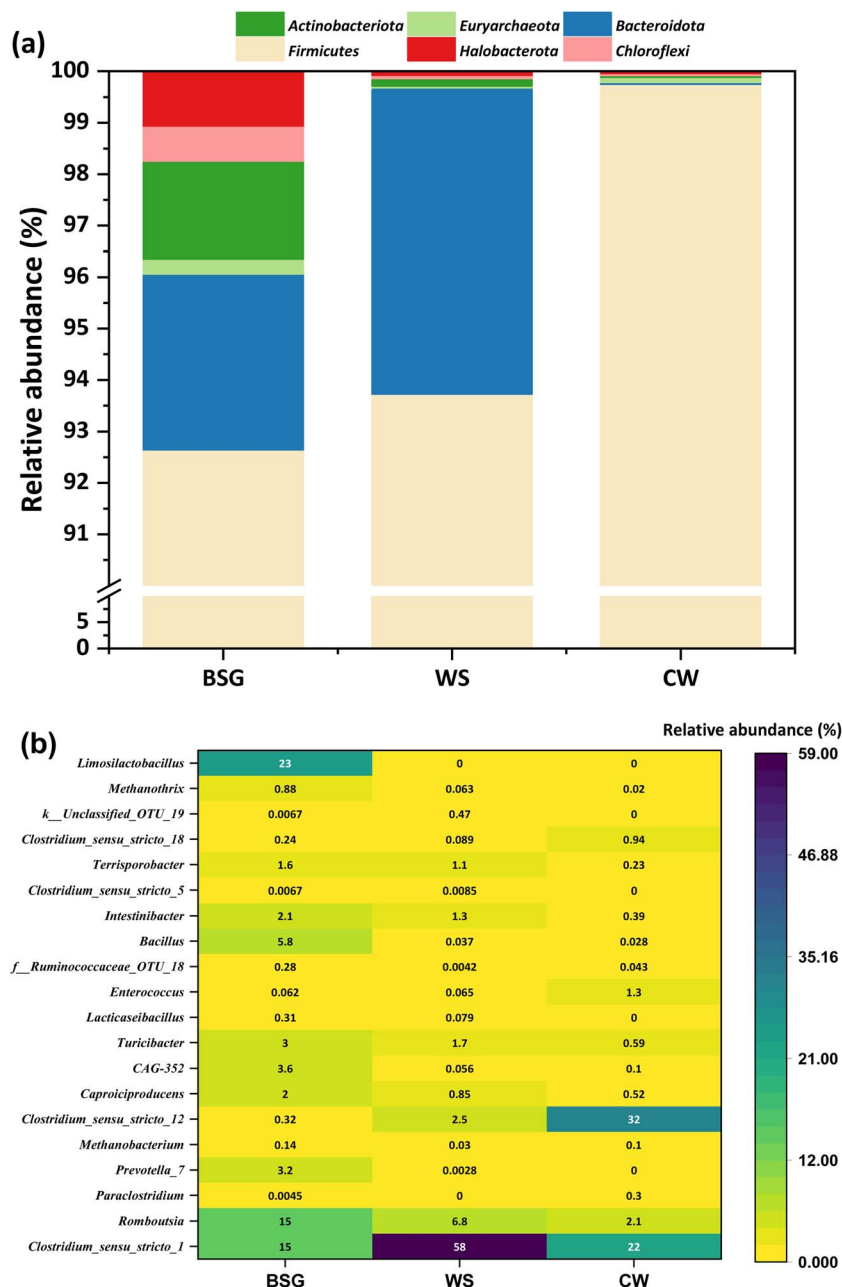 (a)
Actinobacteriota Euryarchaeota Bacteroidota
Firmicutes Halobacterota Chloroflexi
Relative abundance (%)
100
99
98
97
96
95
94
93
92
91
5
0
BSG WS CW
(b)
Relative abundance (%)
Limosilactobacillus 23 0 0
Methanothrix 0.88 0.063 0.02
k__Unclassified_OTU_19 0.0067 0.47 0
Clostridium_sensu_stricto_18 0.24 0.089 0.94
Terrisporobacter 1.6 1.1 0.23
Clostridium_sensu_stricto_5 0.0067 0.0085 0
Intestinibacter 2.1 1.3 0.39
Bacillus 5.8 0.037 0.028
f__Ruminococcaceae_OTU_18 0.28 0.0042 0.043
Enterococcus 0.062 0.065 1.3
Lacticaseibacillus 0.31 0.079 0
Turicibacter 3 1.7 0.59
CAG-352 3.6 0.056 0.1
Caproiciproducens 2 0.85 0.52
Clostridium_sensu_stricto_12 0.32 2.5 32
Methanobacterium 0.14 0.03 0.1
Prevotella_7 3.2 0.0028 0
Paraclostridium 0.0045 0 0.3
Romboutsia 15 6.8 2.1
Clostridium_sensu_stricto_1 15 58 22
BSG WS CW
59.00
46.88
35.16
21.00
12.00
0.000